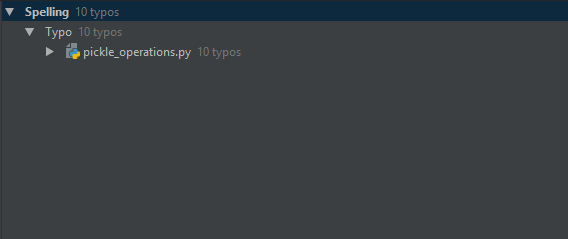 Spelling 10 typos
Typo 10 typos
pickle_operations.py 10 typos